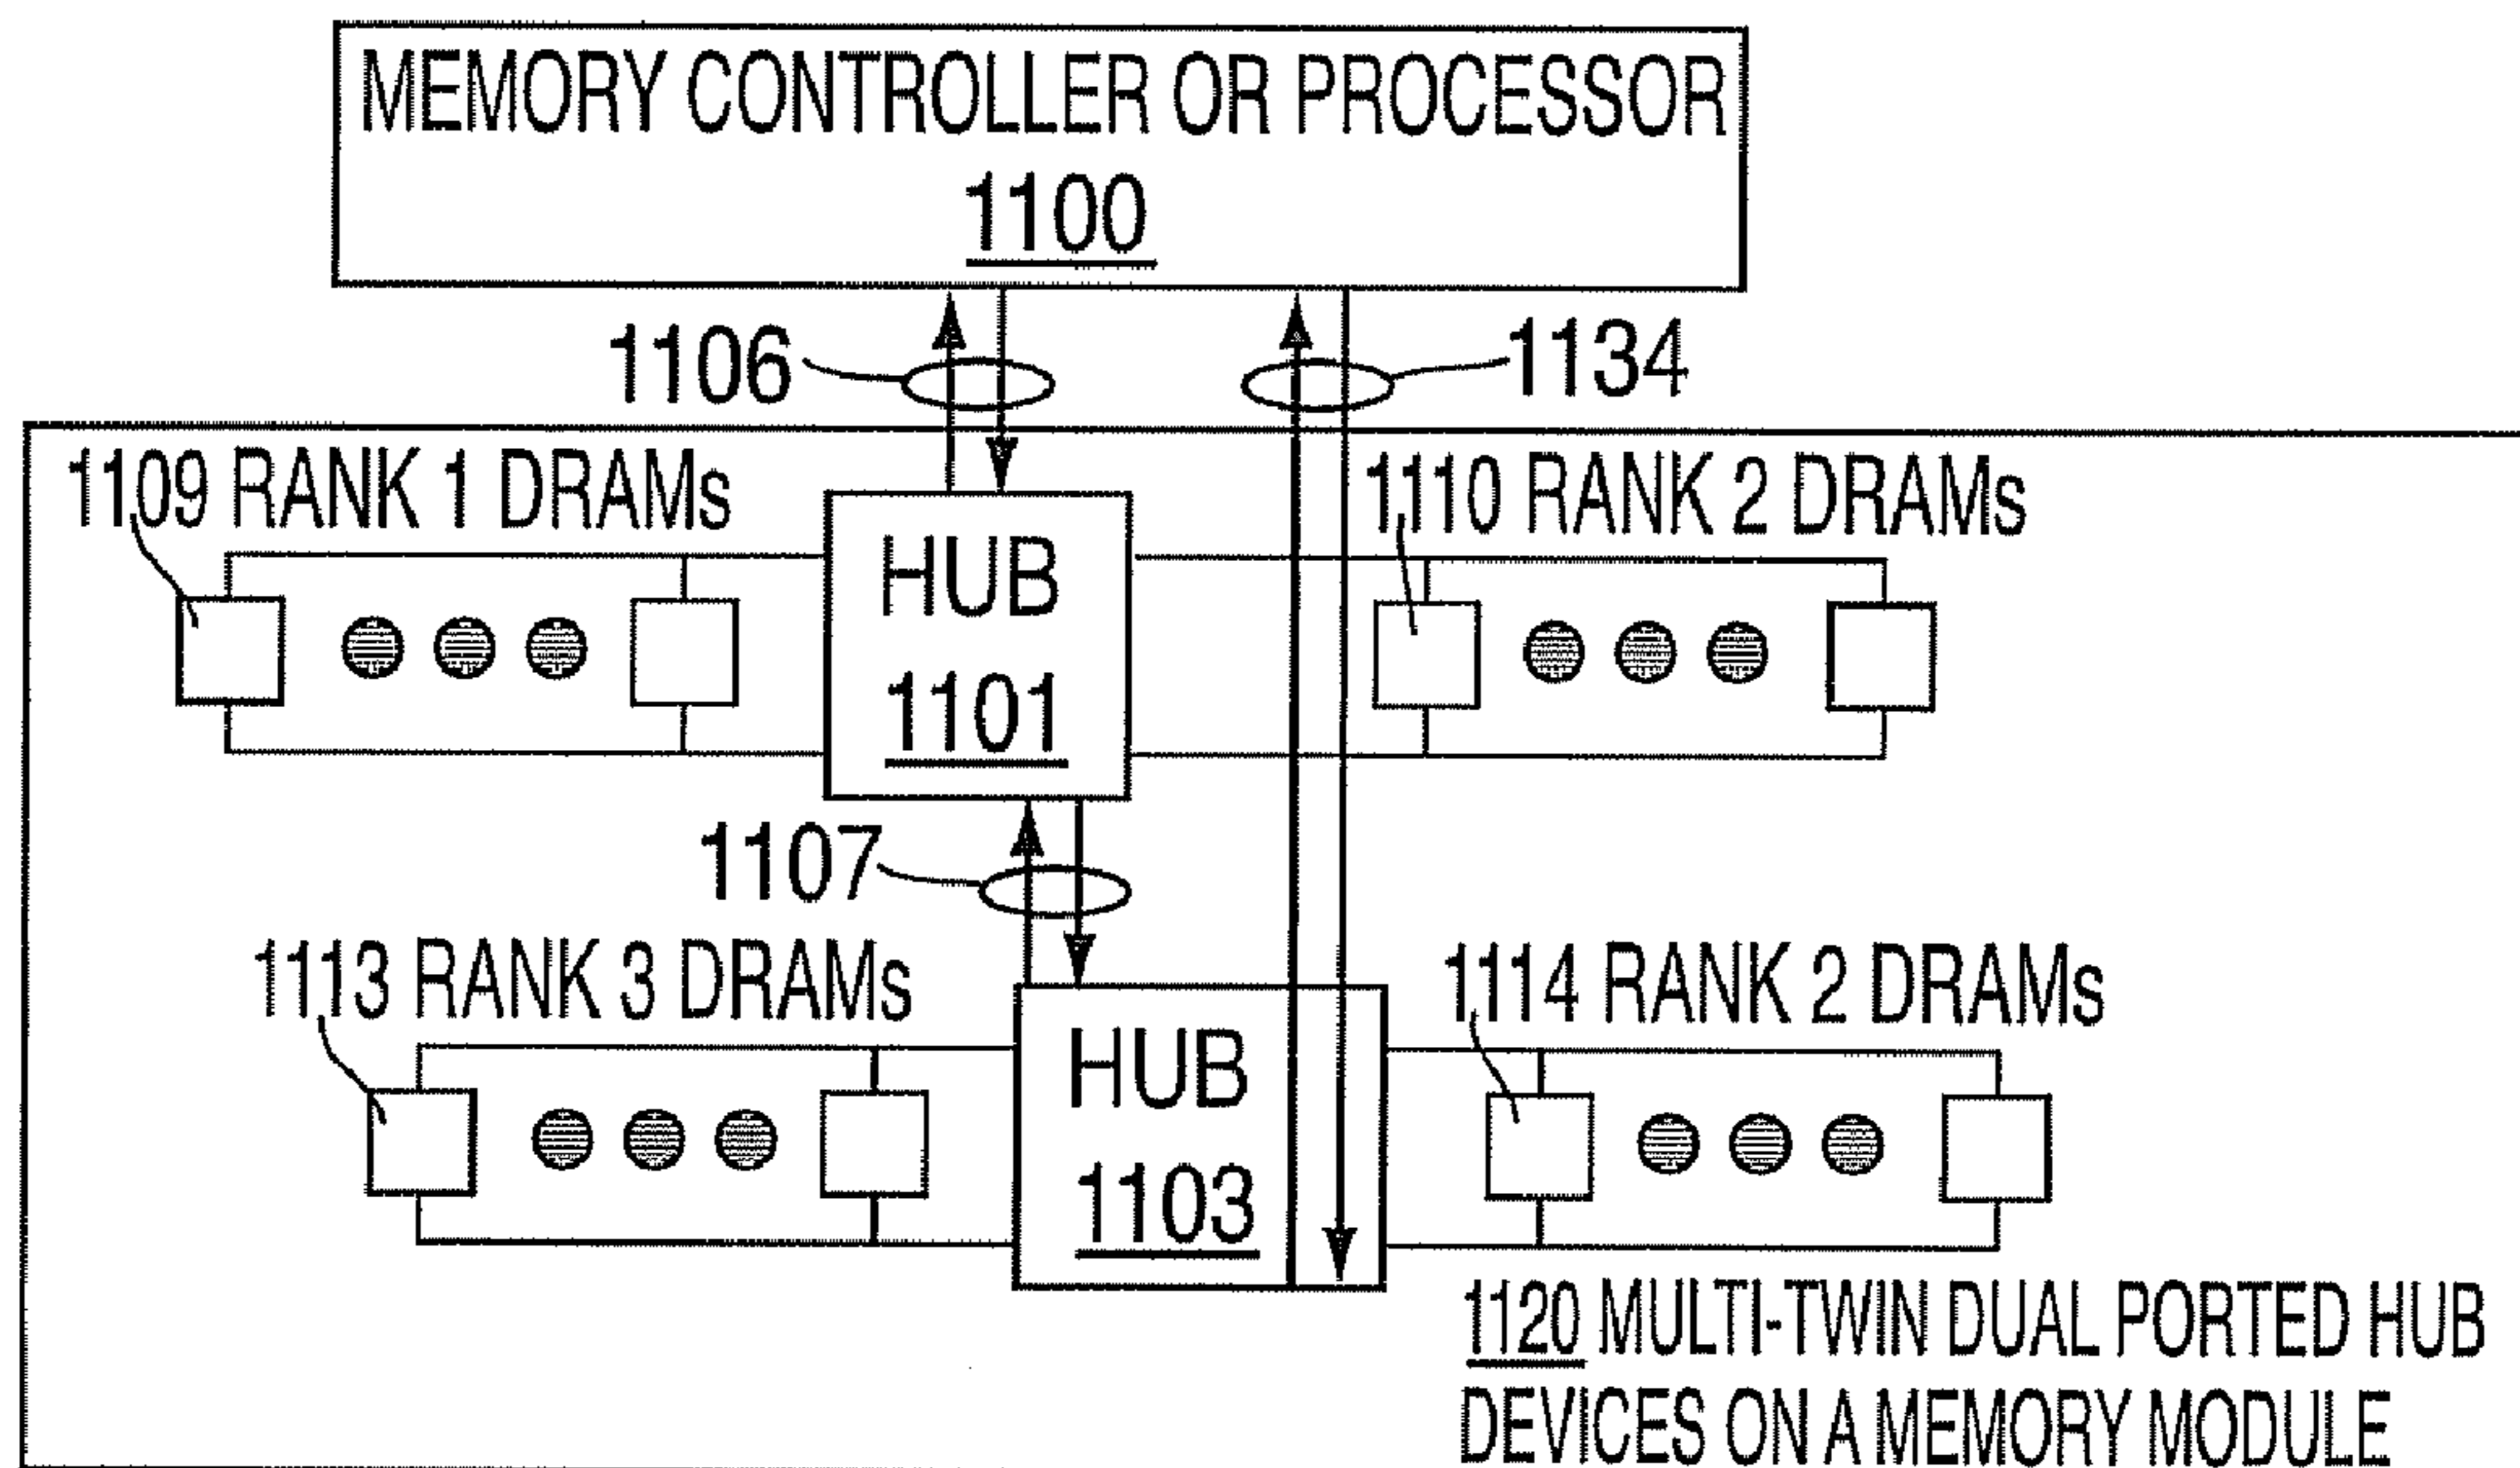 MEMORY CONTROLLER OR PROCESSOR
1100
1106
1134
1109 RANK 1 DRAMs
1110 RANK 2 DRAMs
HUB
1101
1107
1113 RANK 3 DRAMs
1114 RANK 2 DRAMs
HUB
1103
1120 MULTI-TWIN DUAL PORTED HUB
DEVICES ON A MEMORY MODULE